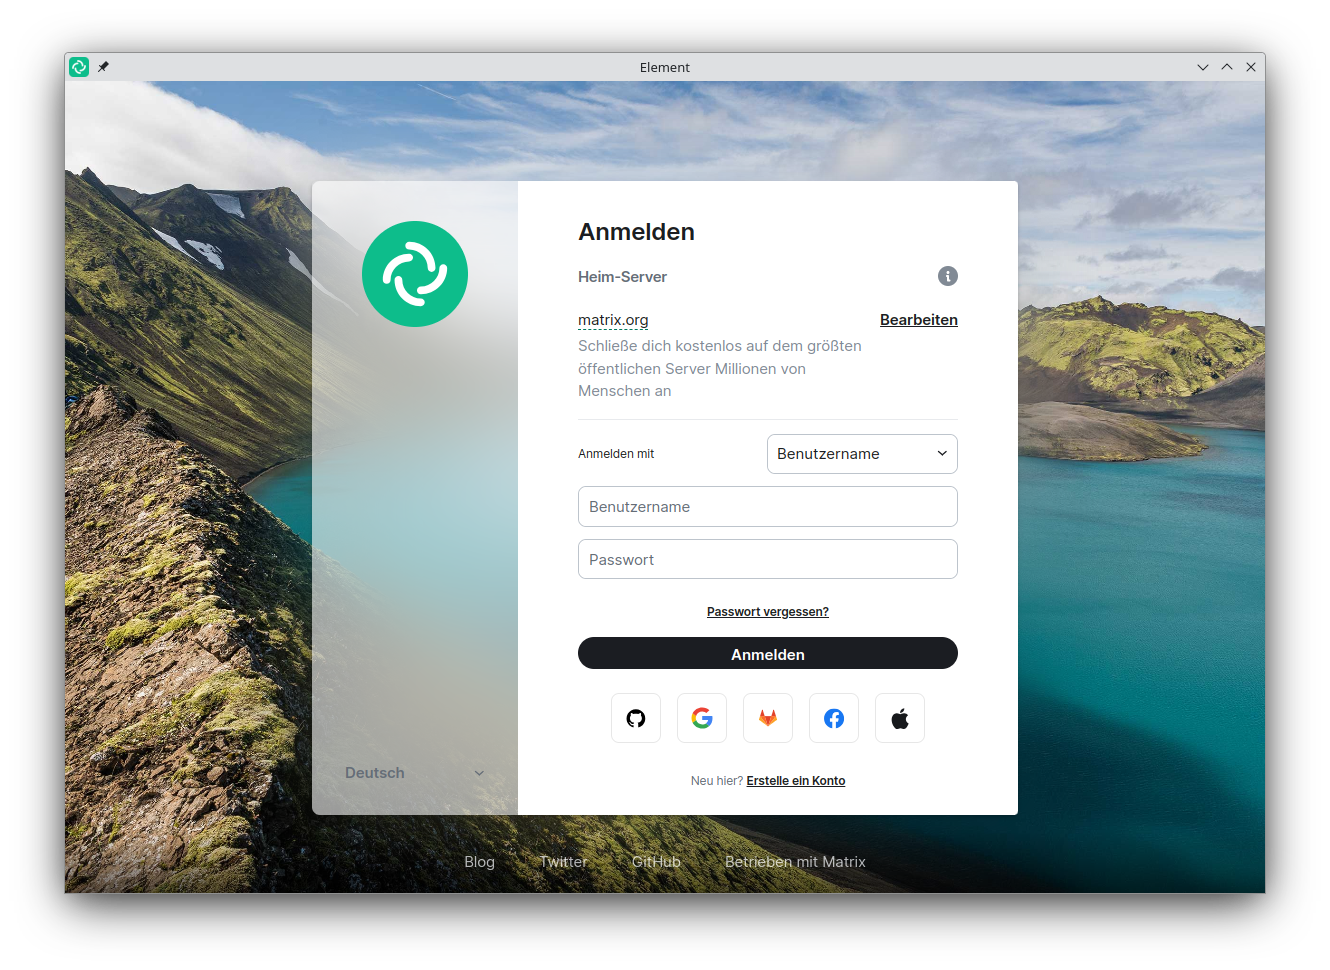 Element
Anmelden
Heim-Server
matrix.org Bearbeiten
Schließe dich kostenlos auf dem größten
öffentlichen Server Millionen von
Menschen an
Anmelden mit Benutzername
Benutzername
Passwort
Passwort vergessen?
Anmelden
Deutsch
Neu hier? Erstelle ein Konto
Blog Twitter GitHub Betrieben mit Matrix